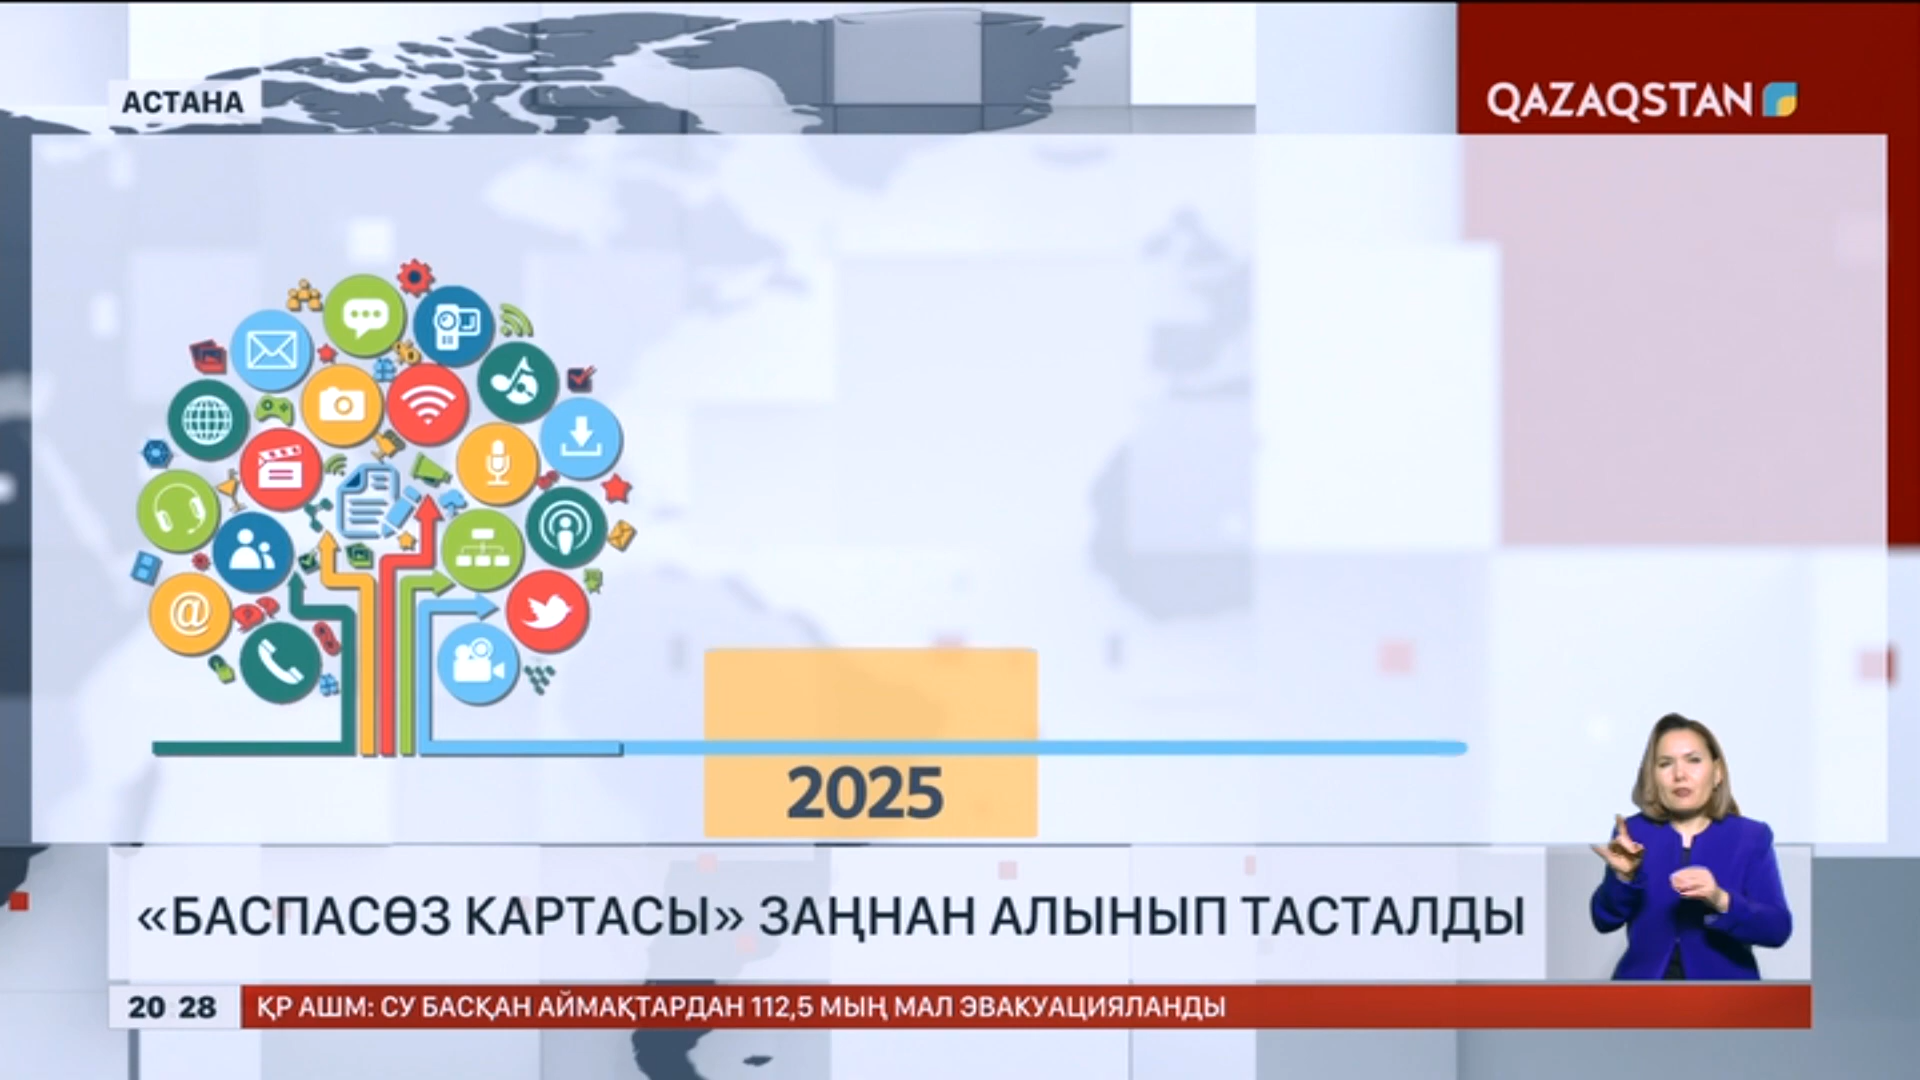 АСТАНА
QAZAQSTAN
@
2025
«БАСПАСӨЗ КАРТАСЫ» ЗАҢНАН АЛЫНЫП ТАСТАЛДЫ
20 28
ҚР АШМ: СУ БАСҚАН АЙМАҚТАРДАН 112,5 МЫҢ МАЛ ЭВАКУАЦИЯЛАНДЫ